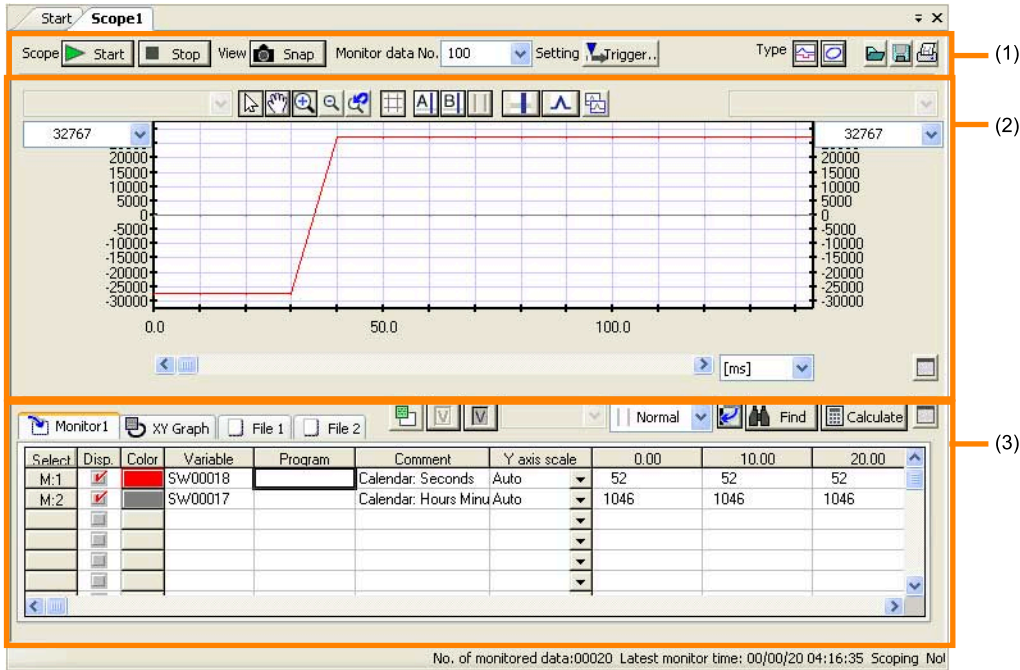 Start Scope1
Scope Start Stop View Snap Monitor data No. 100 Setting Trigger.. Type
(1)
A B
(2)
32767 32767
20000 20000
15000 15000
10000 10000
5000 5000
0 0
-5000 -5000
-10000 -10000
-15000 -15000
-20000 -20000
-25000 -25000
-30000 -30000
0.0 50.0 100.0
[ms]
Monitor1 XY Graph File 1 File 2 V V Normal Find Calculate
(3)
Select Disp. Color Variable Program Comment Y axis scale 0.00 10.00 20.00
M:1 SW00018 Calendar: Seconds Auto 52 52 52
M:2 SW00017 Calendar: Hours Minu Auto 1046 1046 1046
No. of monitored data:00020 Latest monitor time: 00/00/20 04:16:35 Scoping Nol